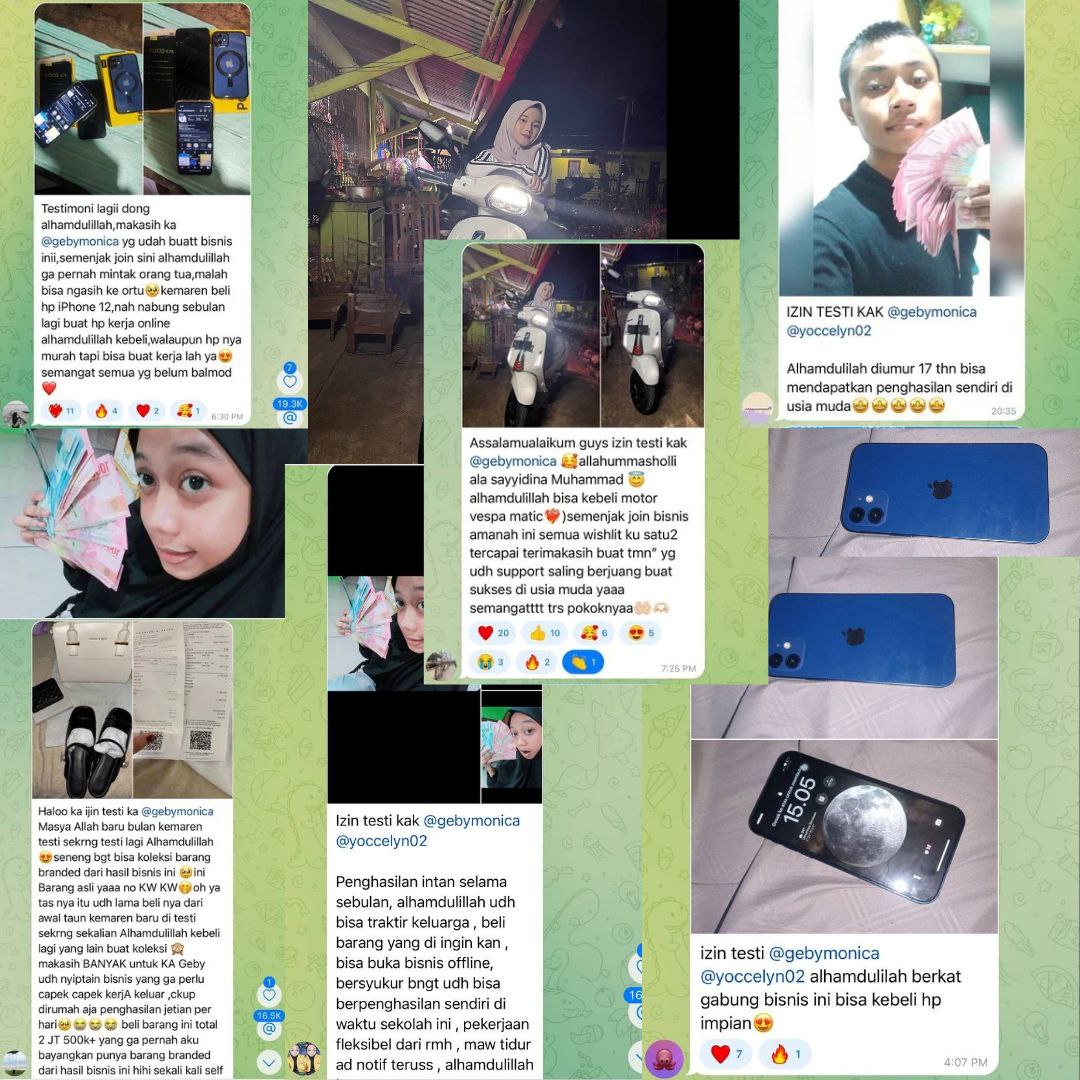 Testimoni lagii dong
alhamdulillah,makasih ka
@gebymonica yg udah buatt bisnis
inii,semenjak join sini alhamdulillah
ga pernah mintak orang tua,malah
bisa ngasih ke ortu🥹kemaren beli
hp iPhone 12,nah nabung sebulan
lagi buat hp kerja online
alhamdulillah kebeli,walaupun hp nya
murah tapi bisa buat kerja lah ya😍
semangat semua yg belum balmod
❤️
❤️‍🔥 11 🔥 4 ❤️ 2 🥰 1 6:30 PM
7
19.3K
@
IZIN TESTI KAK @gebymonica
@yoccelyn02
Alhamdulilah diumur 17 thn bisa
mendapatkan penghasilan sendiri di
usia muda🤩🤩🤩🤩🤩
20:35
Assalamualaikum guys izin testi kak
@gebymonica 🥰allahummasholli
ala sayyidina Muhammad 😇
alhamdulillah bisa kebeli motor
vespa matic❤️‍🔥)semenjak join bisnis
amanah ini semua wishlit ku satu2
tercapai terimakasih buat tmn” yg
udh support saling berjuang buat
sukses di usia muda yaaa
semangatttt trs pokoknyaa🤲🏻🫶🏻
❤️ 20 👍 10 🥰 6 😍 5
😭 3 🔥 2 👏 1 7:25 PM
Haloo ka ijin testi ka @gebymonica
Masya Allah baru bulan kemaren
testi sekrng testi lagi Alhamdulillah
😍seneng bgt bisa koleksi barang
branded dari hasil bisnis ini 🥹ini
Barang asli yaaa no KW KW🤭oh ya
tas nya itu udh lama beli nya dari
awal taun kemaren baru di testi
sekrng sekalian Alhamdulillah kebeli
lagi yang lain buat koleksi 🙈
makasih BANYAK untuk KA Geby
udh nyiptain bisnis yang ga perlu
capek capek kerjA keluar ,ckup
dirumah aja penghasilan jetian per
hari🥹😭😭😭 beli barang ini total
2 JT 500k+ yang ga pernah aku
bayangkan punya barang branded
dari hasil bisnis ini hihi sekali kali self
1
16.5K
@
Izin testi kak @gebymonica
@yoccelyn02
Penghasilan intan selama
sebulan, alhamdulillah udh
bisa traktir keluarga , beli
barang yang di ingin kan ,
bisa buka bisnis offline,
bersyukur bngt udh bisa
berpenghasilan sendiri di
waktu sekolah ini , pekerjaan
fleksibel dari rmh , maw tidur
ad notif teruss , alhamdulillah
16
15.05
izin testi @gebymonica
@yoccelyn02 alhamdulilah berkat
gabung bisnis ini bisa kebeli hp
impian😍
❤️ 7 🔥 1
4:07 PM